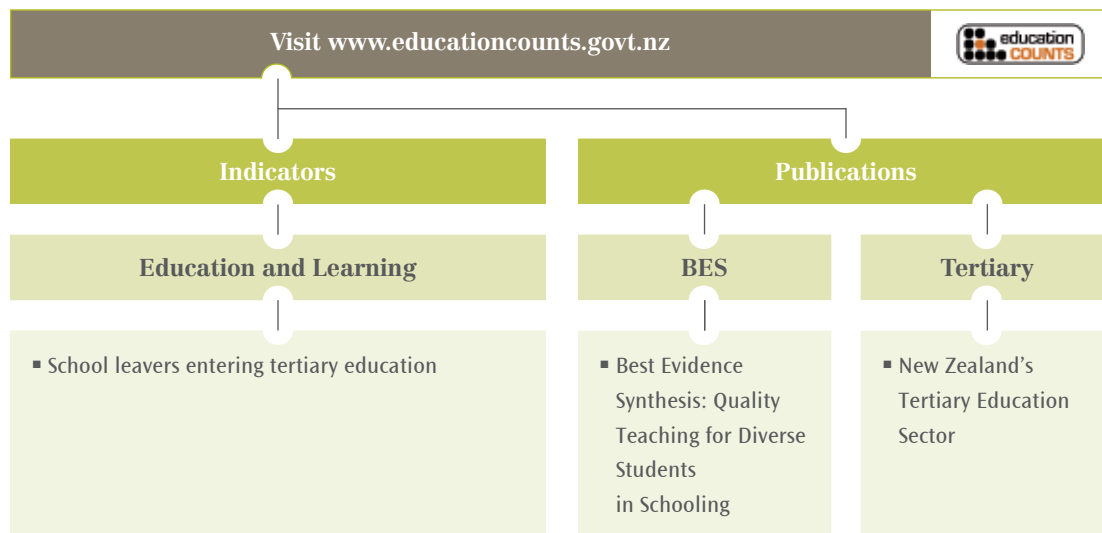 Visit www.educationcounts.govt.nz
education
COUNTS
Indicators
Publications
Education and Learning
BES
Tertiary
▪ School leavers entering tertiary education
▪ Best Evidence
Synthesis: Quality
Teaching for Diverse
Students
in Schooling
▪ New Zealand’s
Tertiary Education
Sector